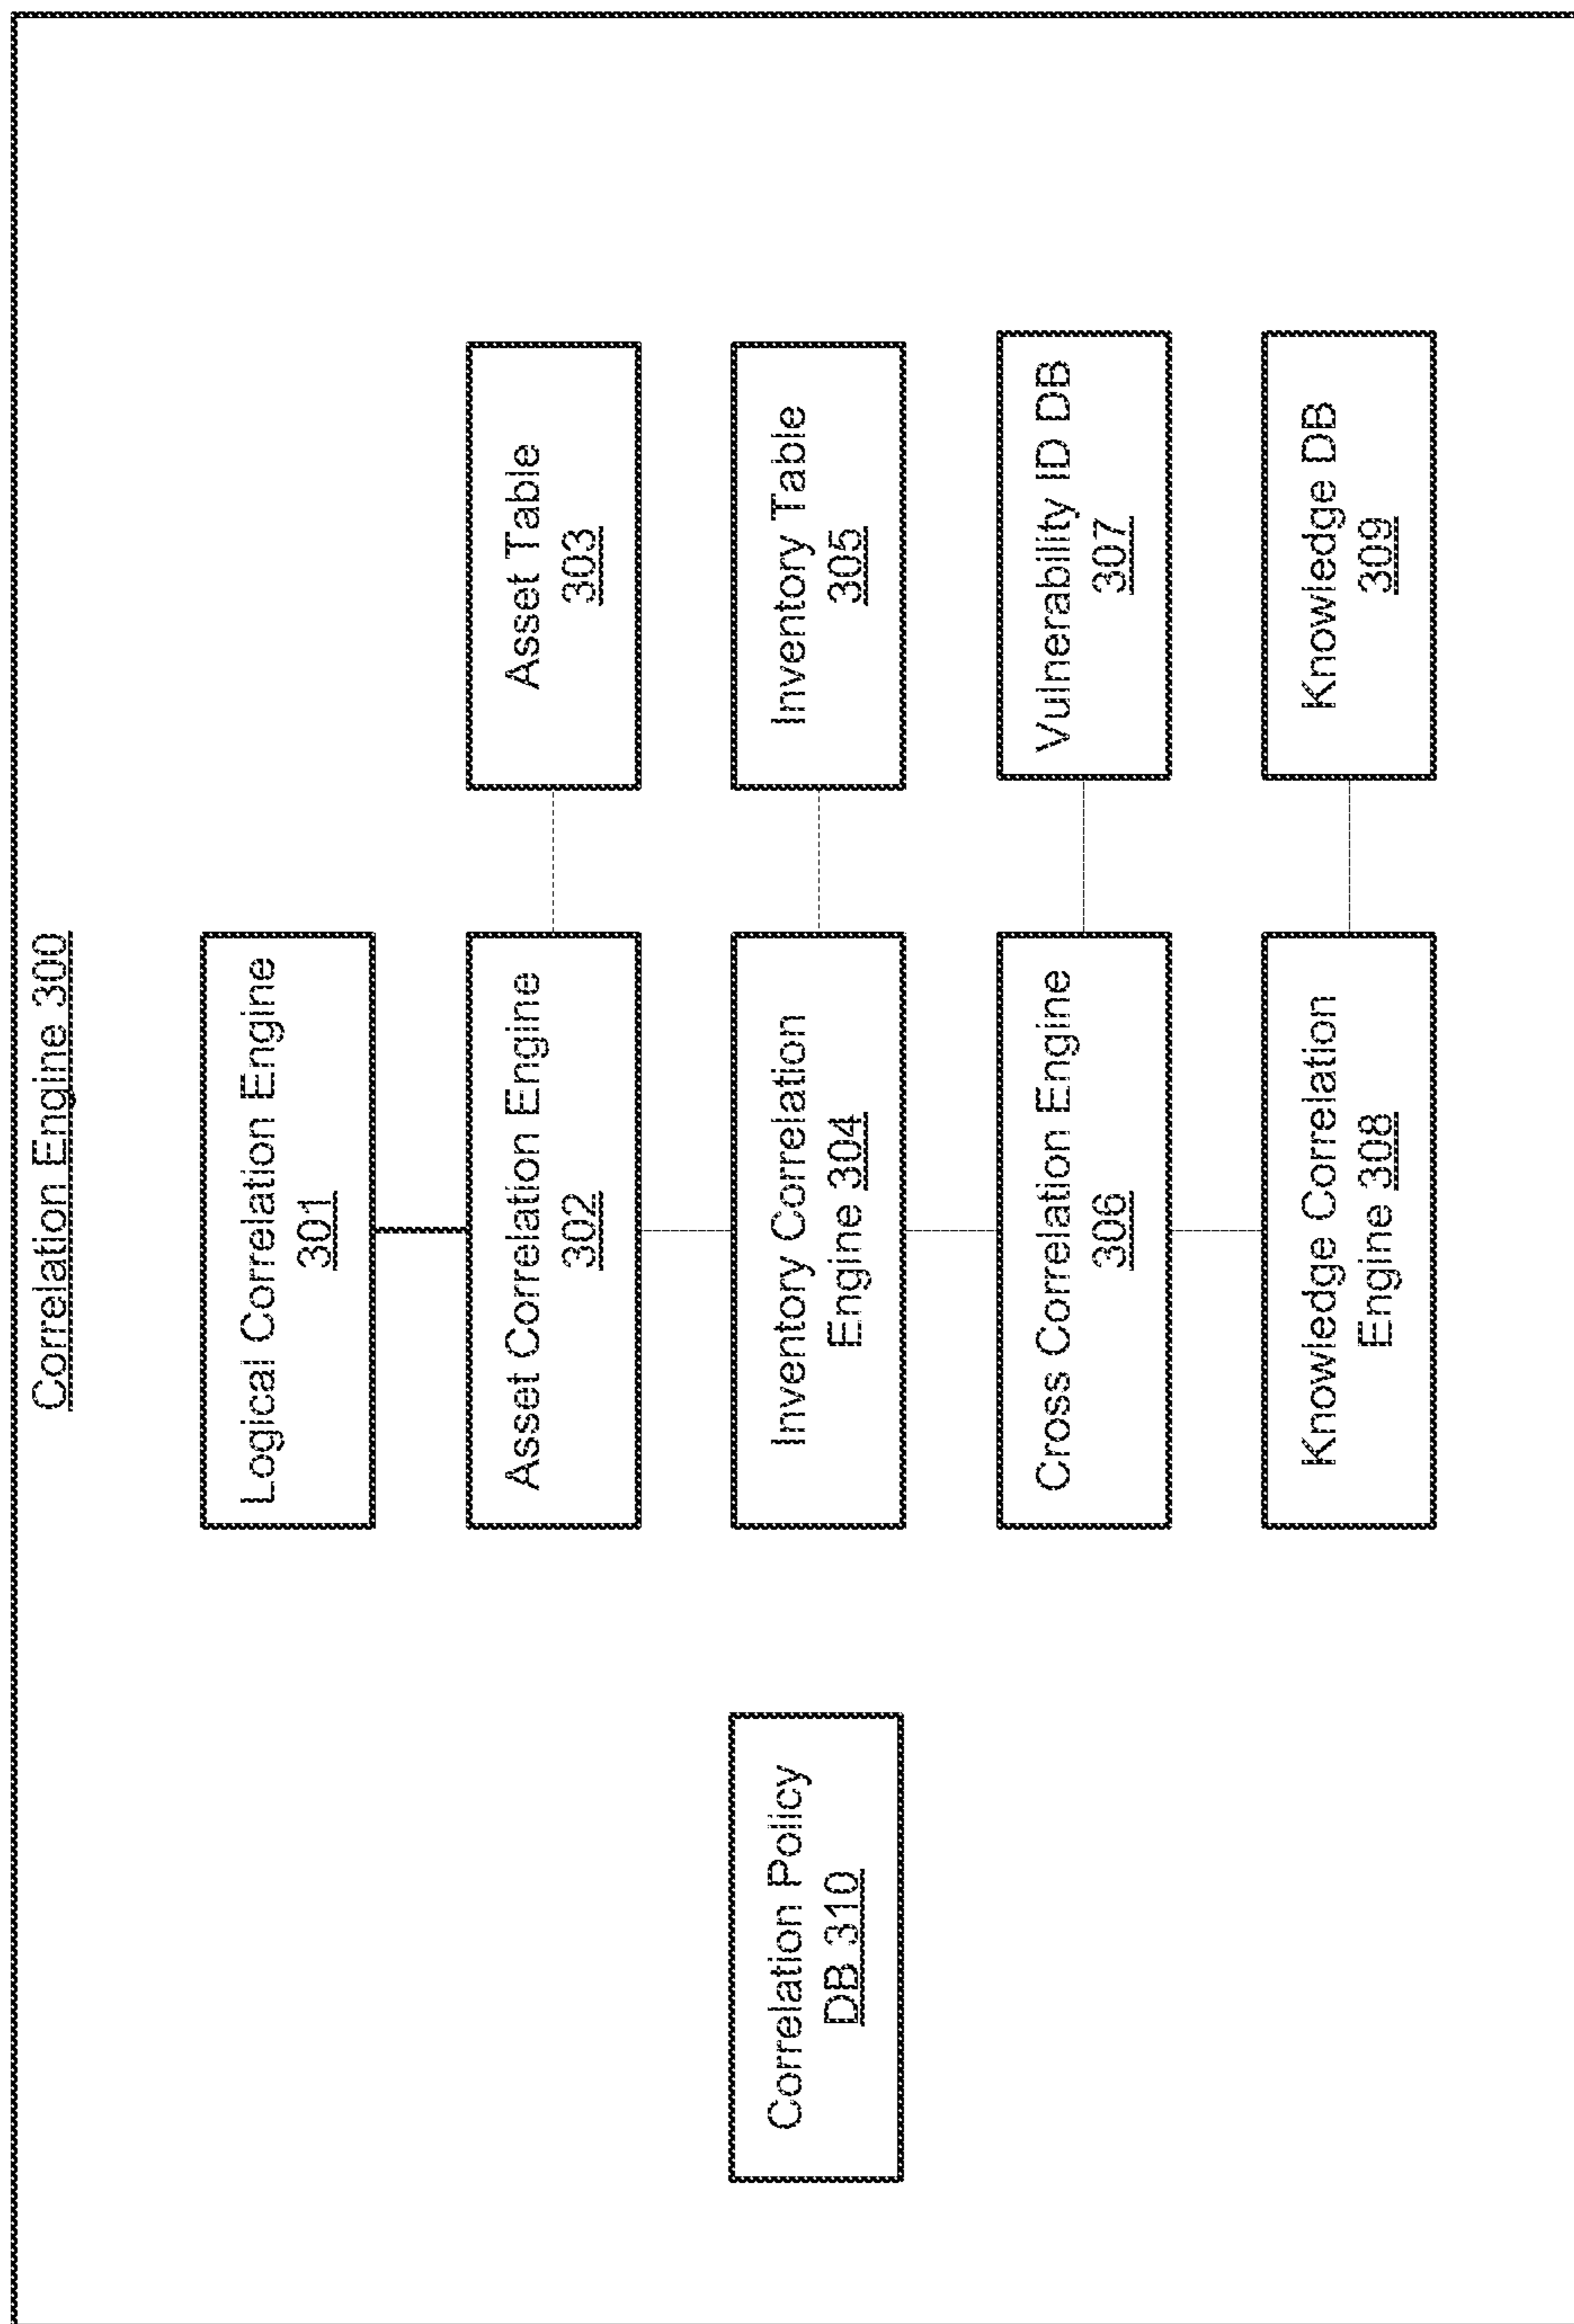 Correlation Engine 300
Logical Correlation Engine
301
Asset Correlation Engine
302
Asset Table
303
Correlation Policy
DB 310
Inventory Correlation
Engine 304
Inventory Table
305
Cross Correlation Engine
306
Vulnerability ID DB
307
Knowledge Correlation
Engine 308
Knowledge DB
309